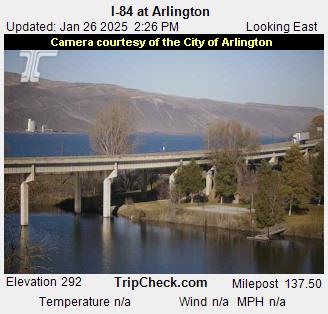 I-84 at Arlington
Updated: Jan 26 2025 2:26 PM Looking East
Camera courtesy of the City of Arlington
Elevation 292 TripCheck.com Milepost 137.50
Temperature n/a Wind n/a MPH n/a